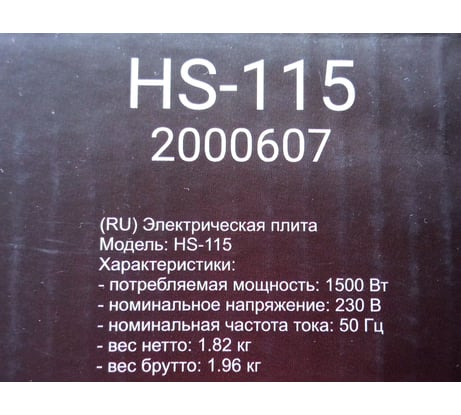 HS-115
2000607
(RU) Электрическая плита
Модель: HS-115
Характеристики:
- потребляемая мощность: 1500 Вт
- номинальное напряжение: 230 В
- номинальная частота тока: 50 Гц
- вес нетто: 1.82 кг
- вес брутто: 1.96 кг